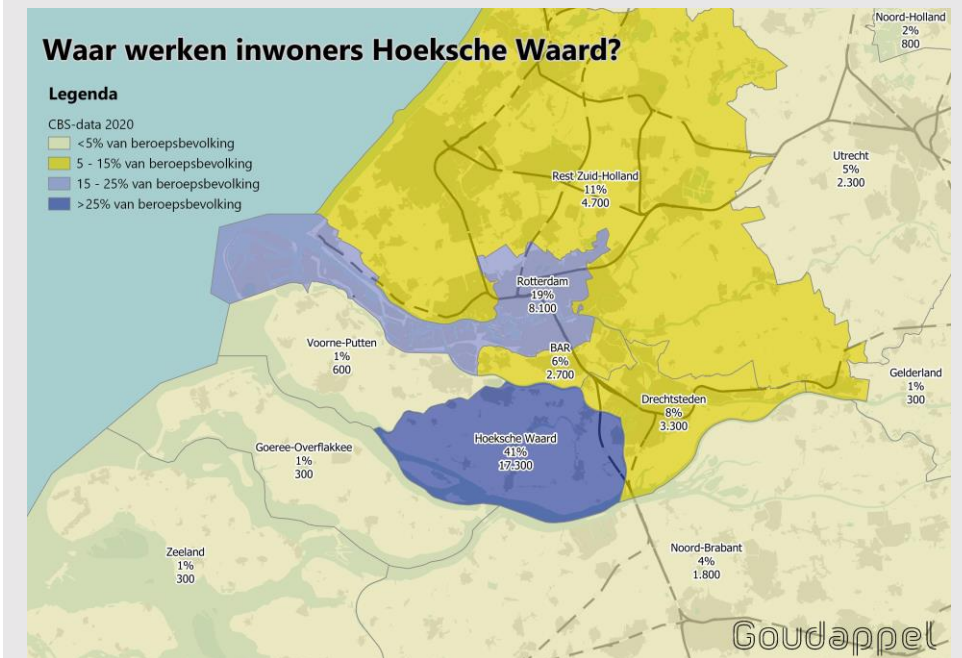 Waar werken inwoners Hoeksche Waard?
Legenda
CBS-data 2020
<5% van beroepsbevolking
5 - 15% van beroepsbevolking
15 - 25% van beroepsbevolking
>25% van beroepsbevolking
Noord-Holland
2%
800
Utrecht
5%
2.300
Rest Zuid-Holland
11%
4.700
Rotterdam
19%
8.100
Voorne-Putten
1%
600
BAR
6%
2.700
Gelderland
1%
300
Drechtsteden
8%
3.300
Hoeksche Waard
41%
17.300
Goeree-Overflakkee
1%
300
Zeeland
1%
300
Noord-Brabant
4%
1.800
Goudappel